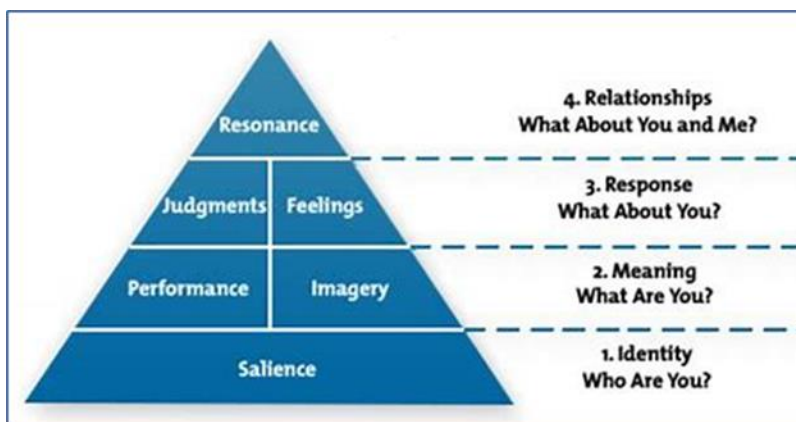 Resonance
4. Relationships
What About You and Me?
Judgments Feelings
3. Response
What About You?
Performance Imagery
2. Meaning
What Are You?
Salience
1. Identity
Who Are You?